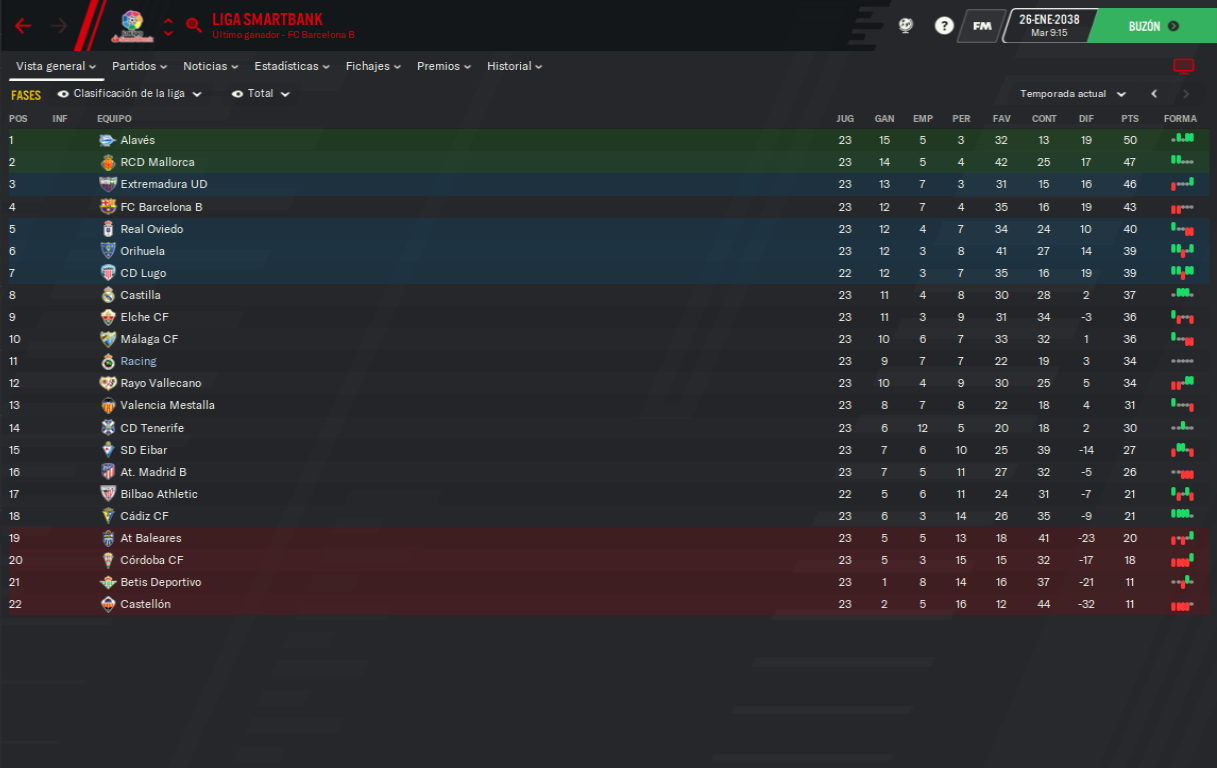 LIGA SMARTBANK
Último ganador - FC Barcelona B
?
FM
26-ENE-2038
Mar 9:15
BUZÓN
Vista general Partidos Noticias Estadísticas Fichajes Premios Historial
FASES Clasificación de la liga Total Temporada actual
POS INF EQUIPO JUG GAN EMP PER FAV CONT DIF PTS FORMA
1 Alavés 23 15 5 3 32 13 19 50
2 RCD Mallorca 23 14 5 4 42 25 17 47
3 Extremadura UD 23 13 7 3 31 15 16 46
4 FC Barcelona B 23 12 7 4 35 16 19 43
5 Real Oviedo 23 12 4 7 34 24 10 40
6 Orihuela 23 12 3 8 41 27 14 39
7 CD Lugo 22 12 3 7 35 16 19 39
8 Castilla 23 11 4 8 30 28 2 37
9 Elche CF 23 11 3 9 31 34 -3 36
10 Málaga CF 23 10 6 7 33 32 1 36
11 Racing 23 9 7 7 22 19 3 34
12 Rayo Vallecano 23 10 4 9 30 25 5 34
13 Valencia Mestalla 23 8 7 8 22 18 4 31
14 CD Tenerife 23 6 12 5 20 18 2 30
15 SD Eibar 23 7 6 10 25 39 -14 27
16 At. Madrid B 23 7 5 11 27 32 -5 26
17 Bilbao Athletic 22 5 6 11 24 31 -7 21
18 Cádiz CF 23 6 3 14 26 35 -9 21
19 At Baleares 23 5 5 13 18 41 -23 20
20 Córdoba CF 23 5 3 15 15 32 -17 18
21 Betis Deportivo 23 1 8 14 16 37 -21 11
22 Castellón 23 2 5 16 12 44 -32 11